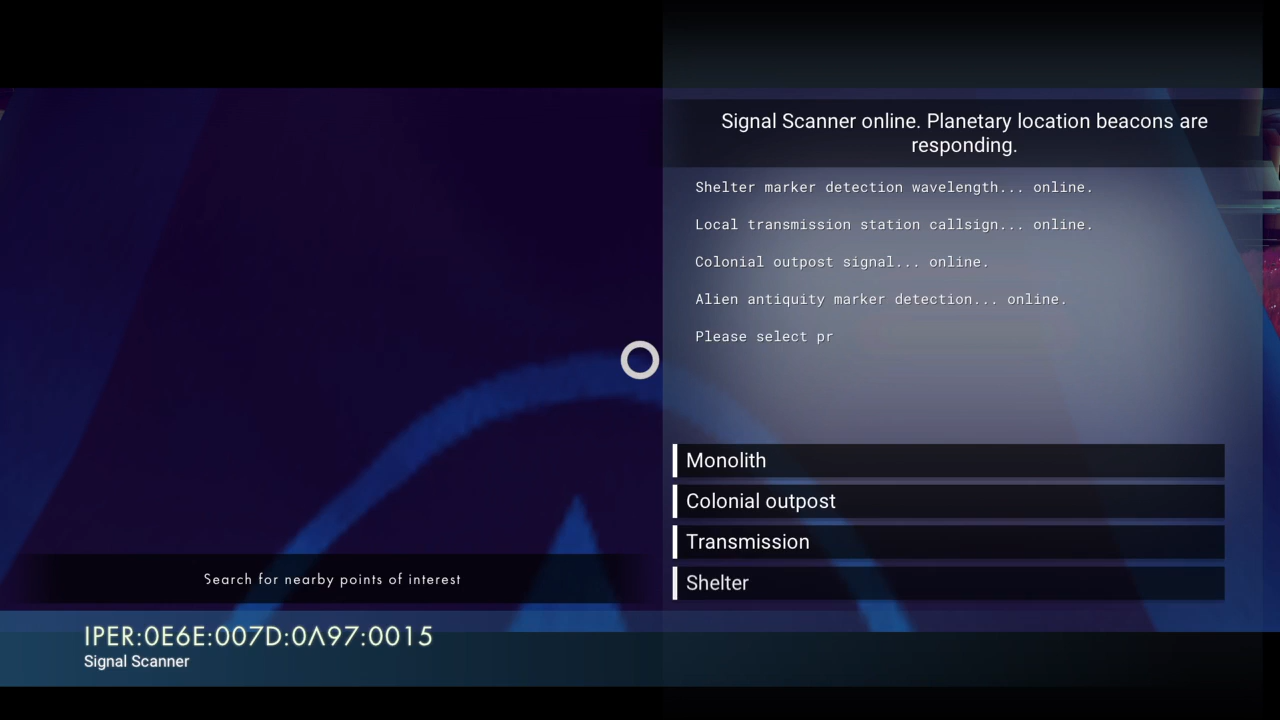 Signal Scanner online. Planetary location beacons are
responding.
Shelter marker detection wavelength... online.
Local transmission station callsign... online.
Colonial outpost signal... online.
Alien antiquity marker detection... online.
Please select pr
Monolith
Colonial outpost
Transmission
Shelter
Search for nearby points of interest
IPER:0E6E:007D:0A97:0015
Signal Scanner